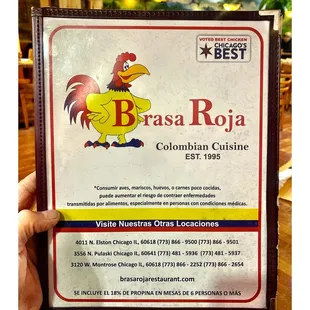 VOTED BEST CHICKEN
CHICAGO'S
BEST
Brasa Roja
Colombian Cuisine
EST. 1995
*Consumir aves, mariscos, huevos, o carnes poco cocidas,
puede aumentar el riesgo de contraer enfermedades
transmitidas por alimentos, especialmente en personas con condiciones médicas.
Visite Nuestras Otras Locaciones
4011 N. Elston Chicago IL, 60618 (773) 866 - 9500 (773) 866 - 9501
3556 N. Pulaski Chicago IL, 60641 (773) 481 - 5936 (773) 481 - 5937
3120 W. Montrose Chicago IL, 60618 (773) 866 - 2252 (773) 866 - 2654
brasarojarestaurant.com
SE INCLUYE EL 18% DE PROPINA EN MESAS DE 6 PERSONAS O MÁS